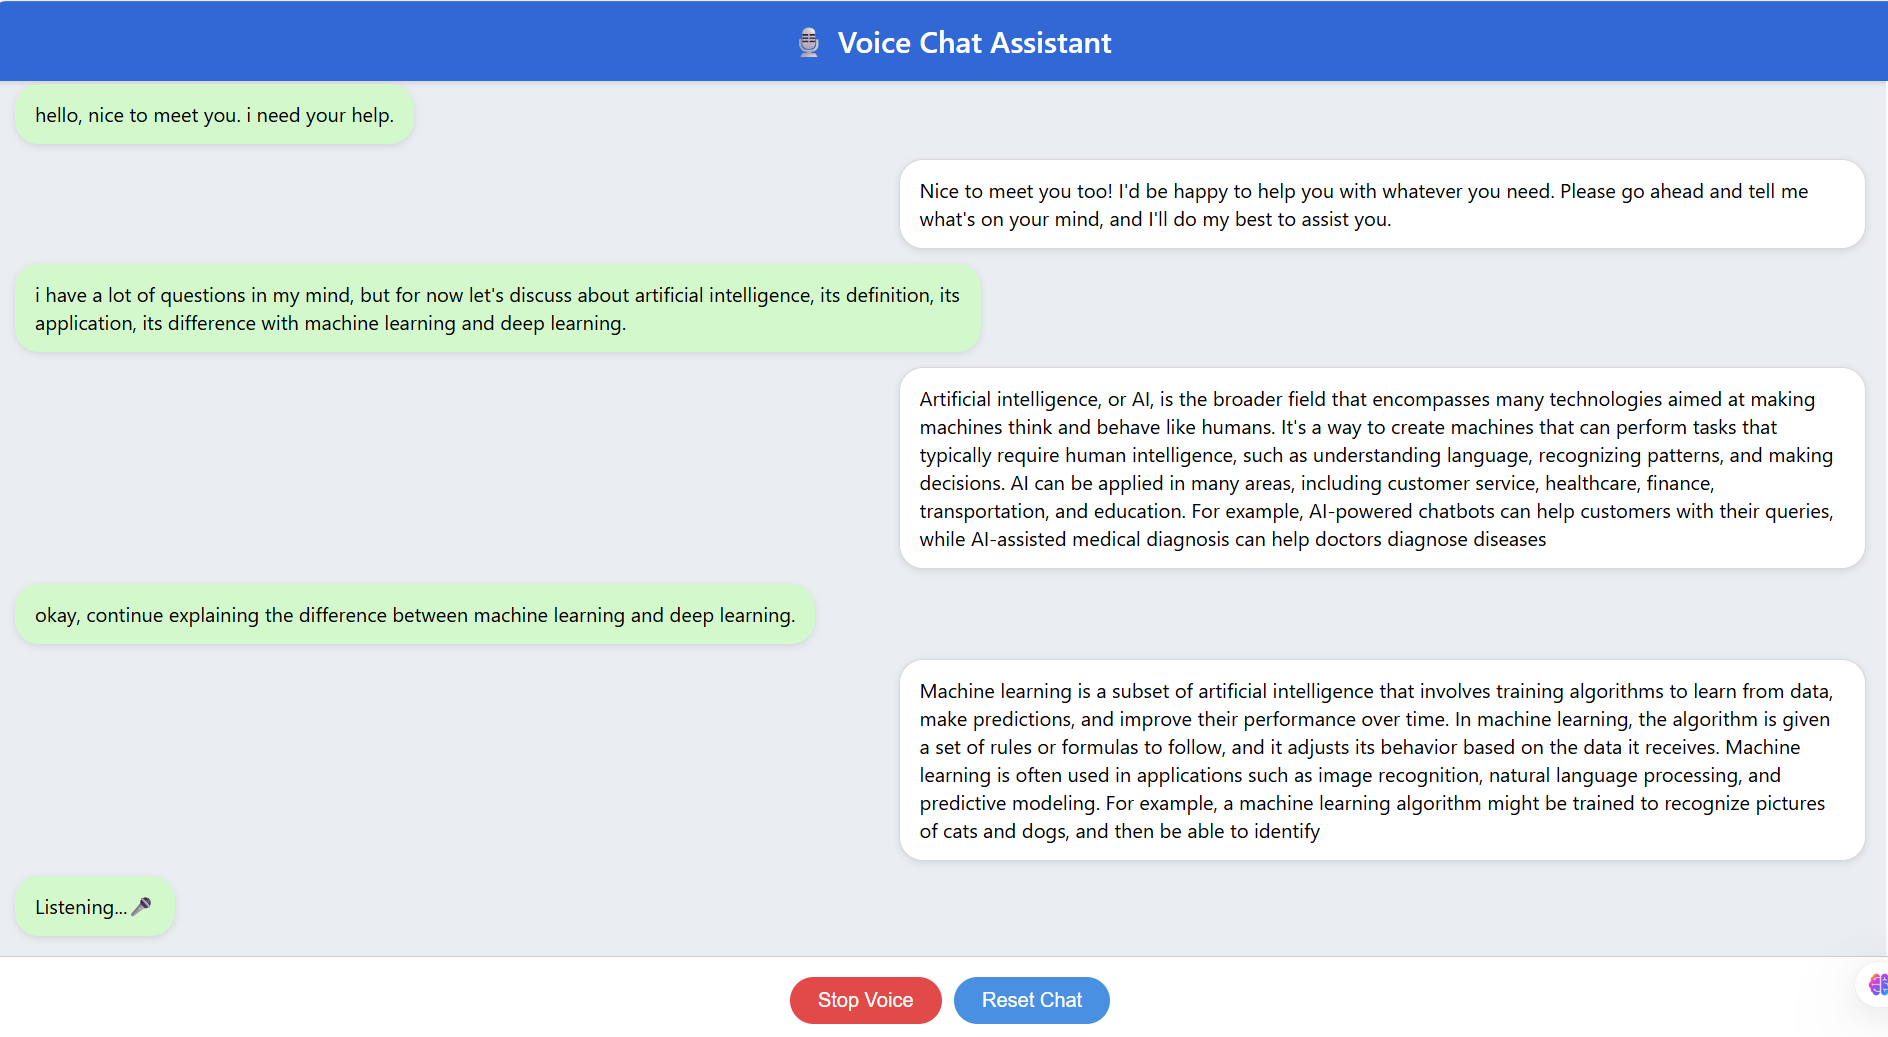 Voice Chat Assistant
hello, nice to meet you. i need your help.
Nice to meet you too! I'd be happy to help you with whatever you need. Please go ahead and tell me
what's on your mind, and I'll do my best to assist you.
i have a lot of questions in my mind, but for now let's discuss about artificial intelligence, its definition, its
application, its difference with machine learning and deep learning.
Artificial intelligence, or AI, is the broader field that encompasses many technologies aimed at making
machines think and behave like humans. It's a way to create machines that can perform tasks that
typically require human intelligence, such as understanding language, recognizing patterns, and making
decisions. AI can be applied in many areas, including customer service, healthcare, finance,
transportation, and education. For example, AI-powered chatbots can help customers with their queries,
while AI-assisted medical diagnosis can help doctors diagnose diseases
okay, continue explaining the difference between machine learning and deep learning.
Machine learning is a subset of artificial intelligence that involves training algorithms to learn from data,
make predictions, and improve their performance over time. In machine learning, the algorithm is given
a set of rules or formulas to follow, and it adjusts its behavior based on the data it receives. Machine
learning is often used in applications such as image recognition, natural language processing, and
predictive modeling. For example, a machine learning algorithm might be trained to recognize pictures
of cats and dogs, and then be able to identify
Listening...
Stop Voice
Reset Chat